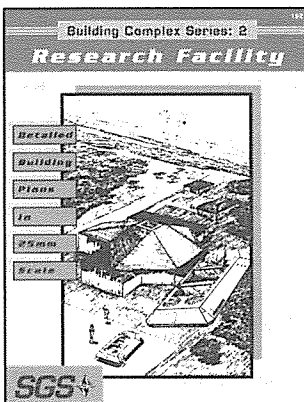 Building Complex Series: 2
Research Facility
Detailed
Building
Plans
In
25mm
Scale
SGS